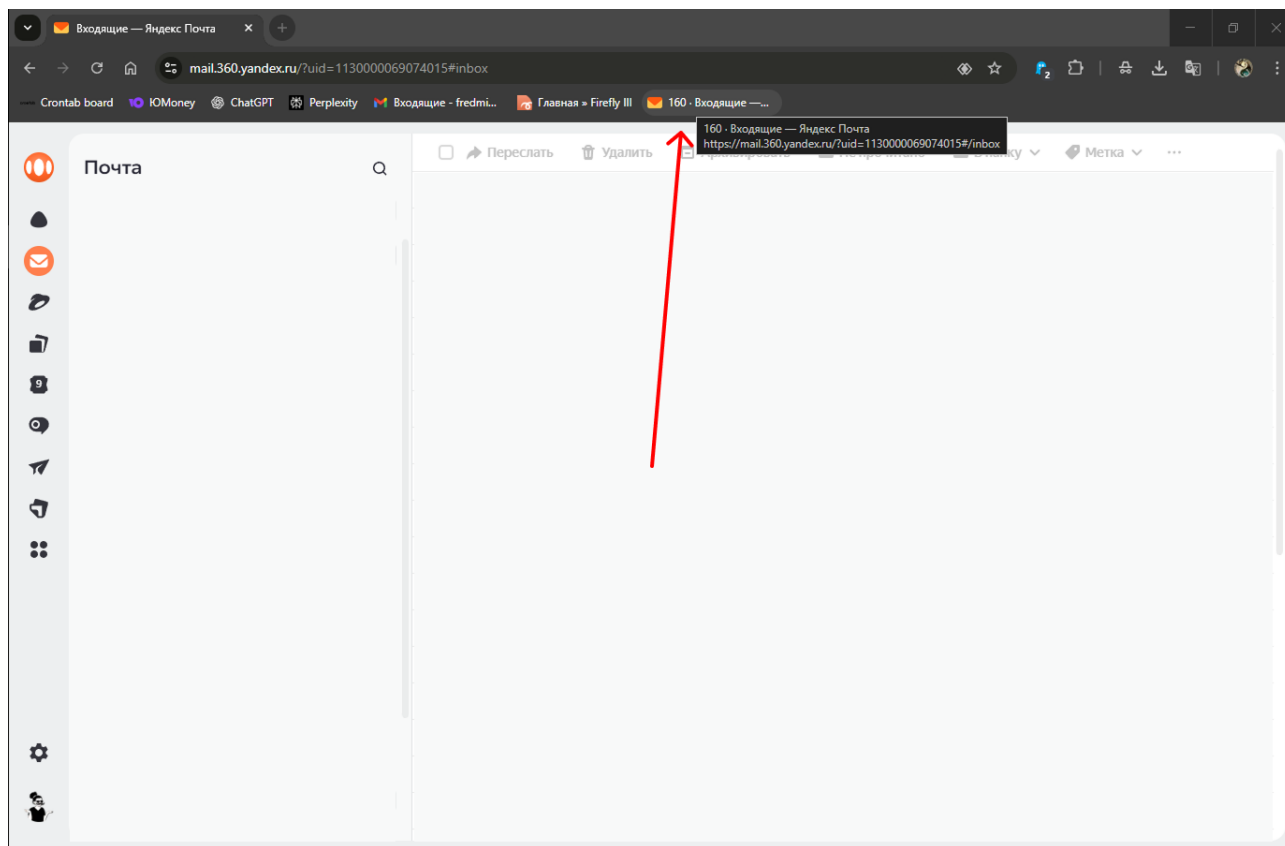 Входящие — Яндекс Почта
mail.360.yandex.ru/?uid=1130000069074015#inbox
2
Crontab board ЮMoney ChatGPT Perplexity Входящие - fredmi... Главная » Firefly III 160 · Входящие —...
160 · Входящие — Яндекс Почта
https://mail.360.yandex.ru/?uid=1130000069074015#/inbox
Почта
Переслать Удалить Метка
9